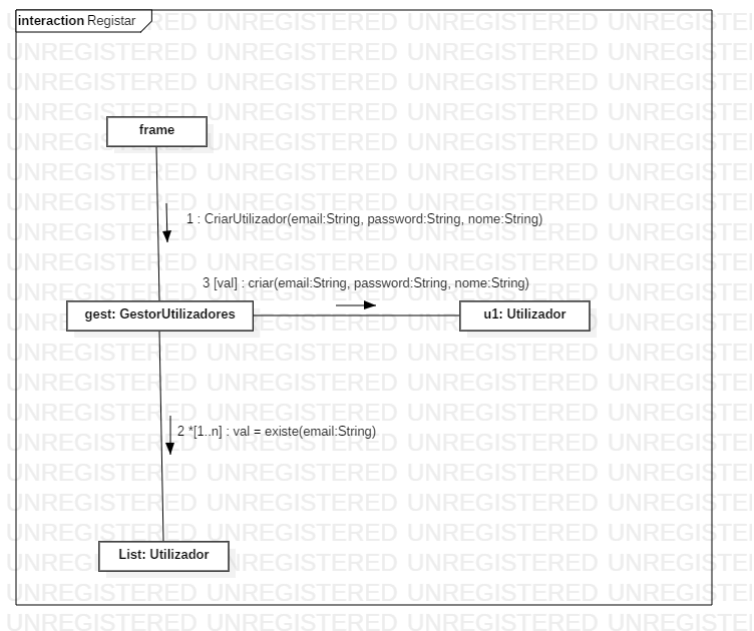 interaction Registar
frame
1 : CriarUtilizador(email:String, password:String, nome:String)
3 [val] : criar(email:String, password:String, nome:String)
gest: GestorUtilizadores
u1: Utilizador
2 *[1..n] : val = existe(email:String)
List: Utilizador
UNREGISTERED